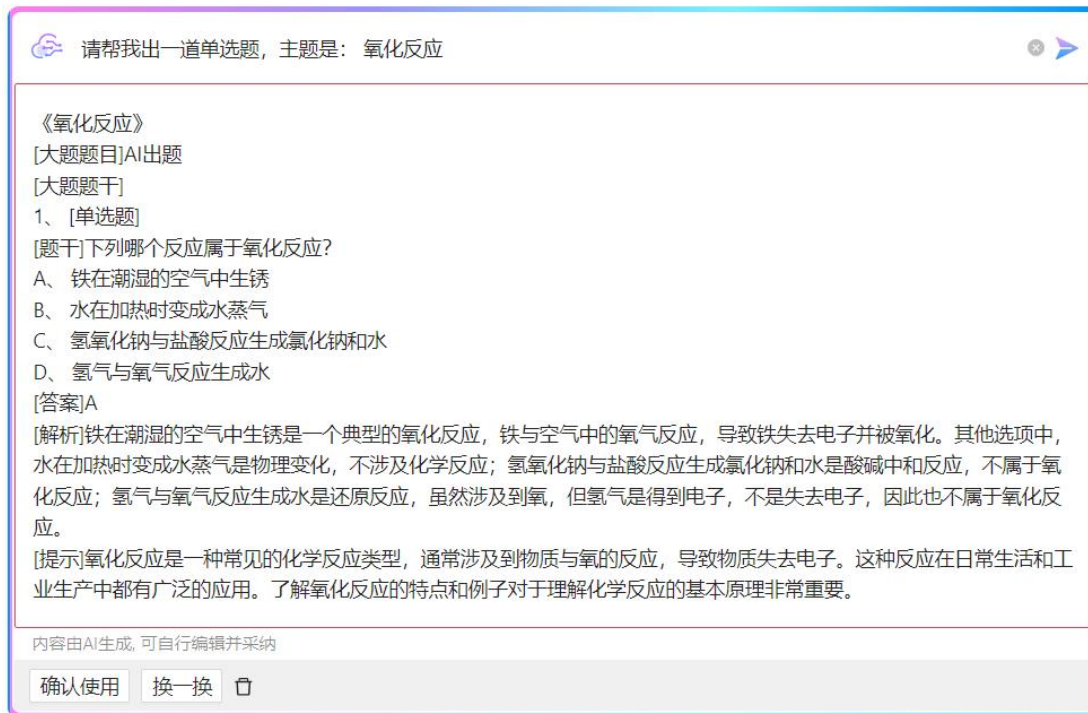 请帮我出一道单选题，主题是： 氧化反应
《氧化反应》
[大题题目]AI出题
[大题题干]
1、 [单选题]
[题干]下列哪个反应属于氧化反应？
A、 铁在潮湿的空气中生锈
B、 水在加热时变成水蒸气
C、 氢氧化钠与盐酸反应生成氯化钠和水
D、 氢气与氧气反应生成水
[答案]A
[解析]铁在潮湿的空气中生锈是一个典型的氧化反应，铁与空气中的氧气反应，导致铁失去电子并被氧化。其他选项中，
水在加热时变成水蒸气是物理变化，不涉及化学反应；氢氧化钠与盐酸反应生成氯化钠和水是酸碱中和反应，不属于氧
化反应；氢气与氧气反应生成水是还原反应，虽然涉及到氧，但氢气是得到电子，不是失去电子，因此也不属于氧化反
应。
[提示]氧化反应是一种常见的化学反应类型，通常涉及到物质与氧的反应，导致物质失去电子。这种反应在日常生活和工
业生产中都有广泛的应用。了解氧化反应的特点和例子对于理解化学反应的基本原理非常重要。
内容由AI生成, 可自行编辑并采纳
确认使用 换一换